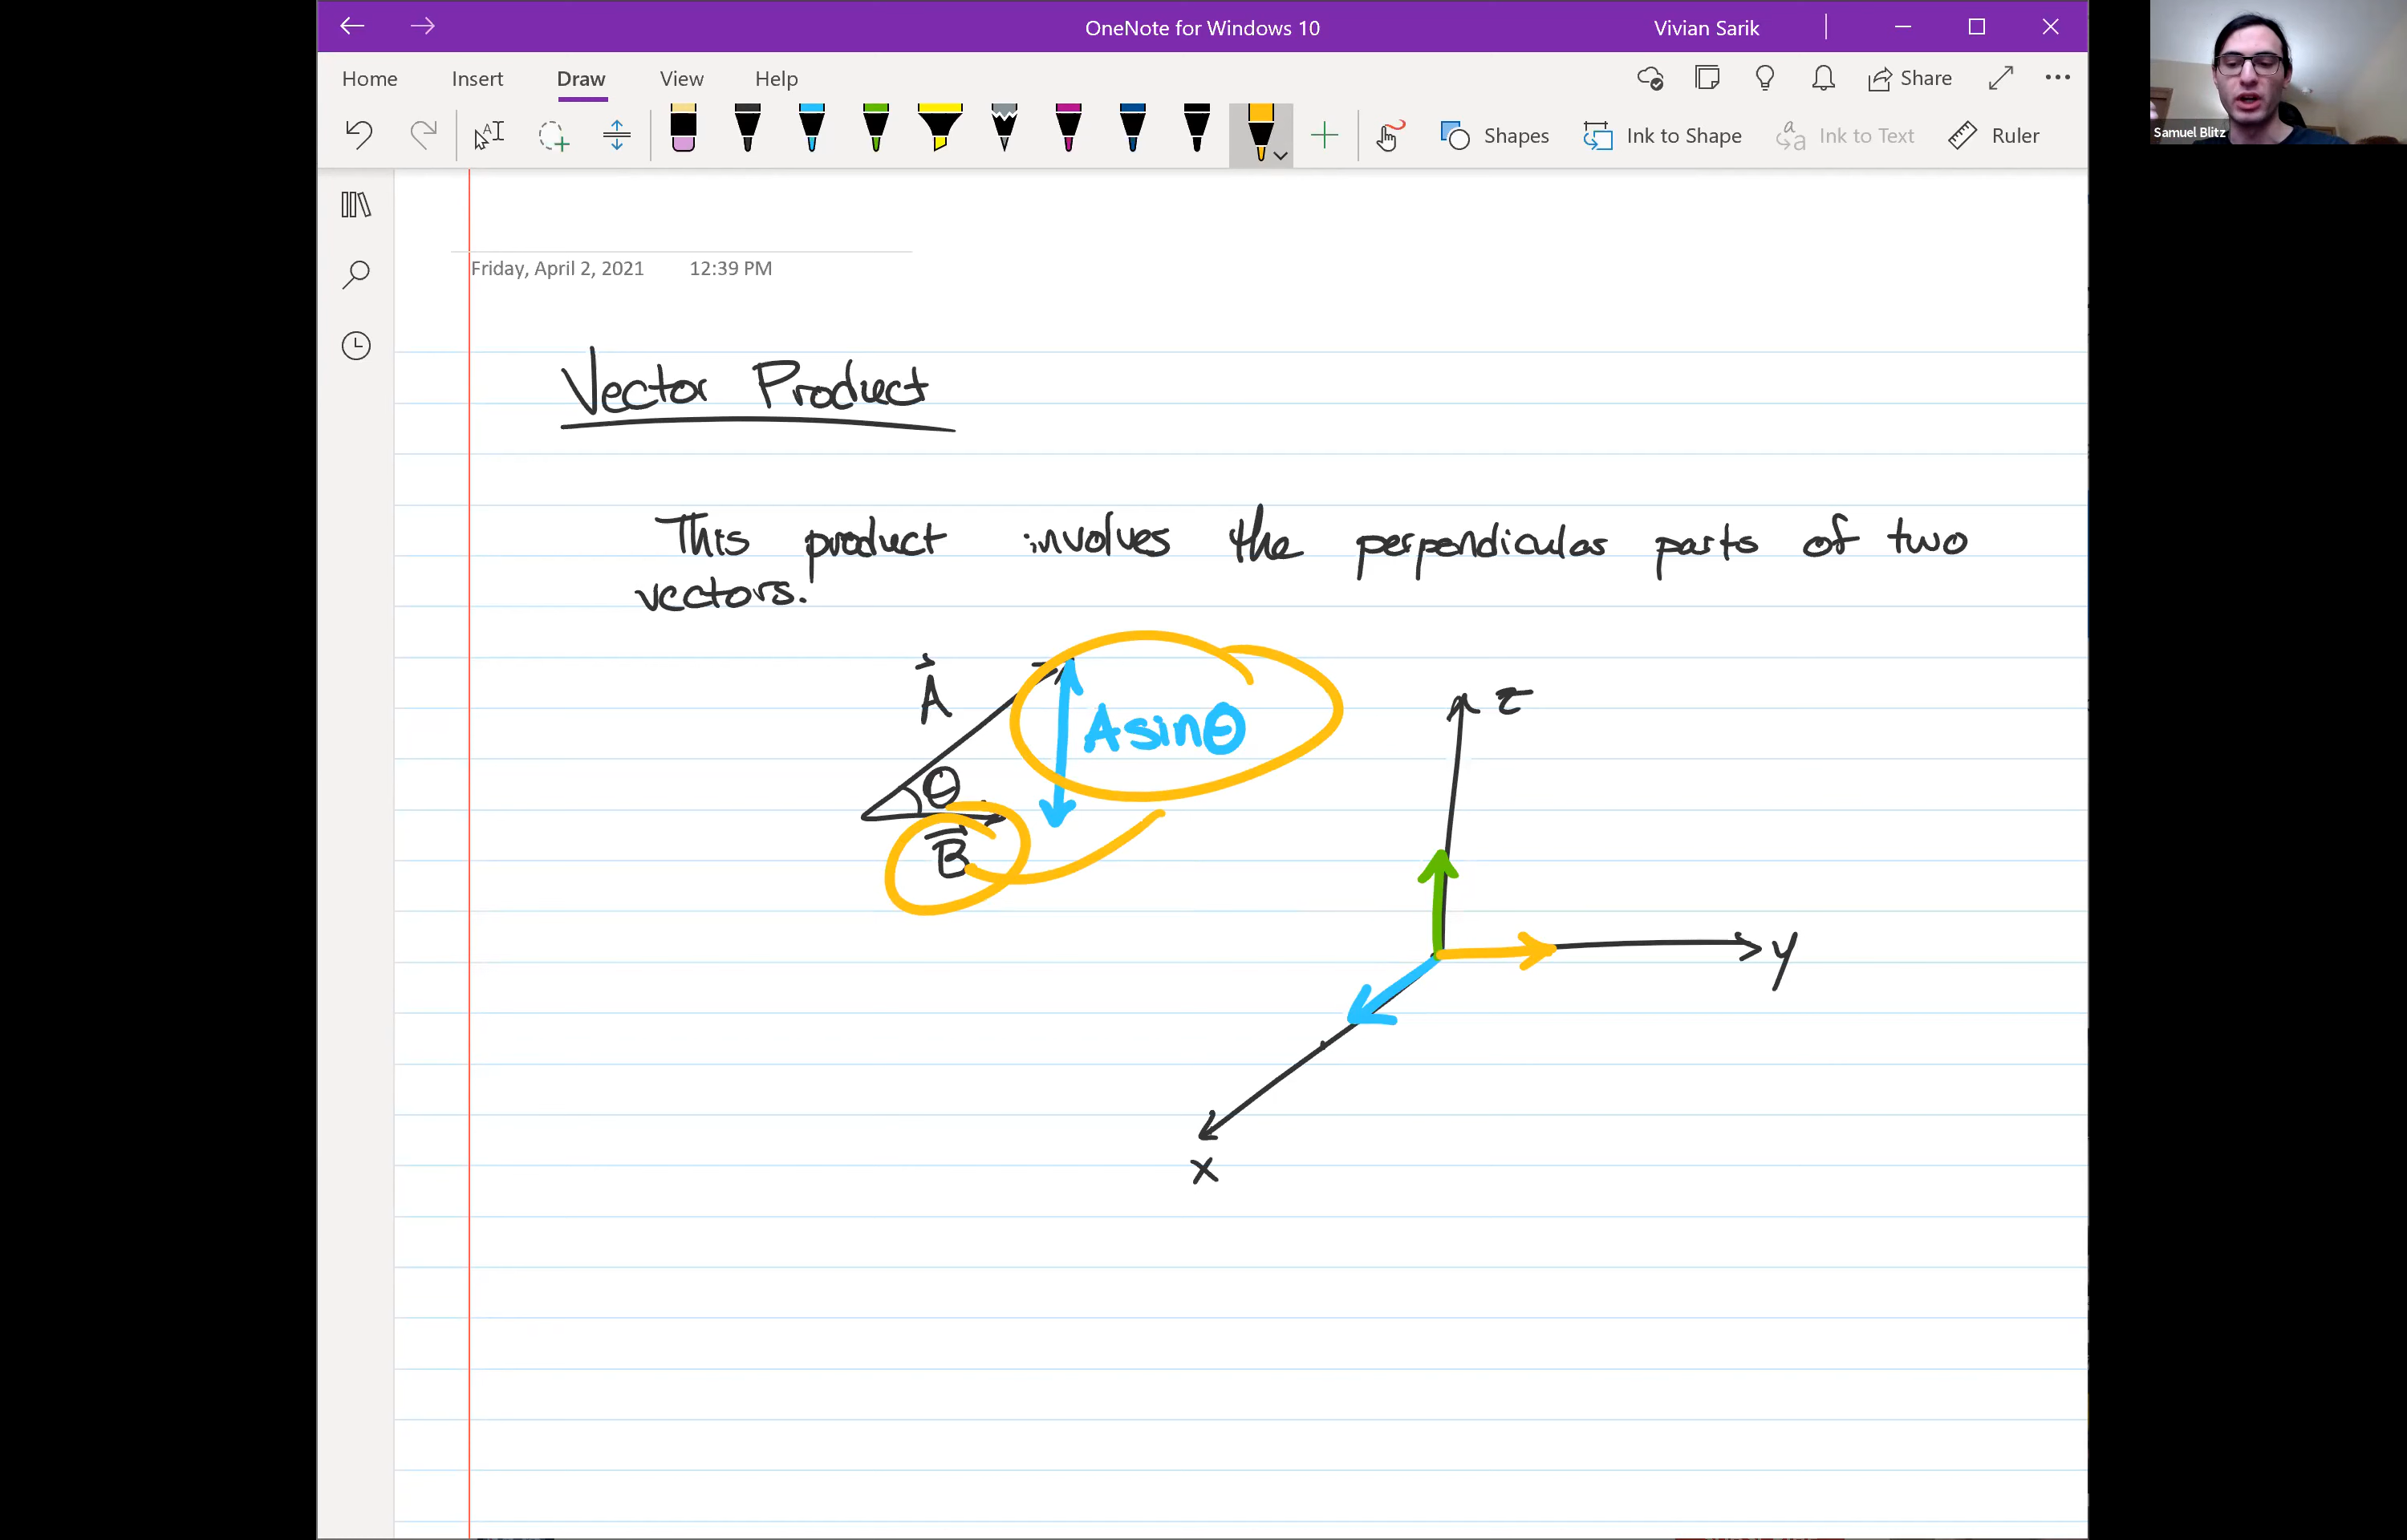 OneNote for Windows 10
Vivian Sarik
Home Insert Draw View Help
Share
Shapes Ink to Shape Ink to Text Ruler
Samuel Blitz
Friday, April 2, 2021 12:39 PM
Vector Product
This product involves the perpendicular parts of two
vectors.
A
A sin θ
θ
B
z
y
x